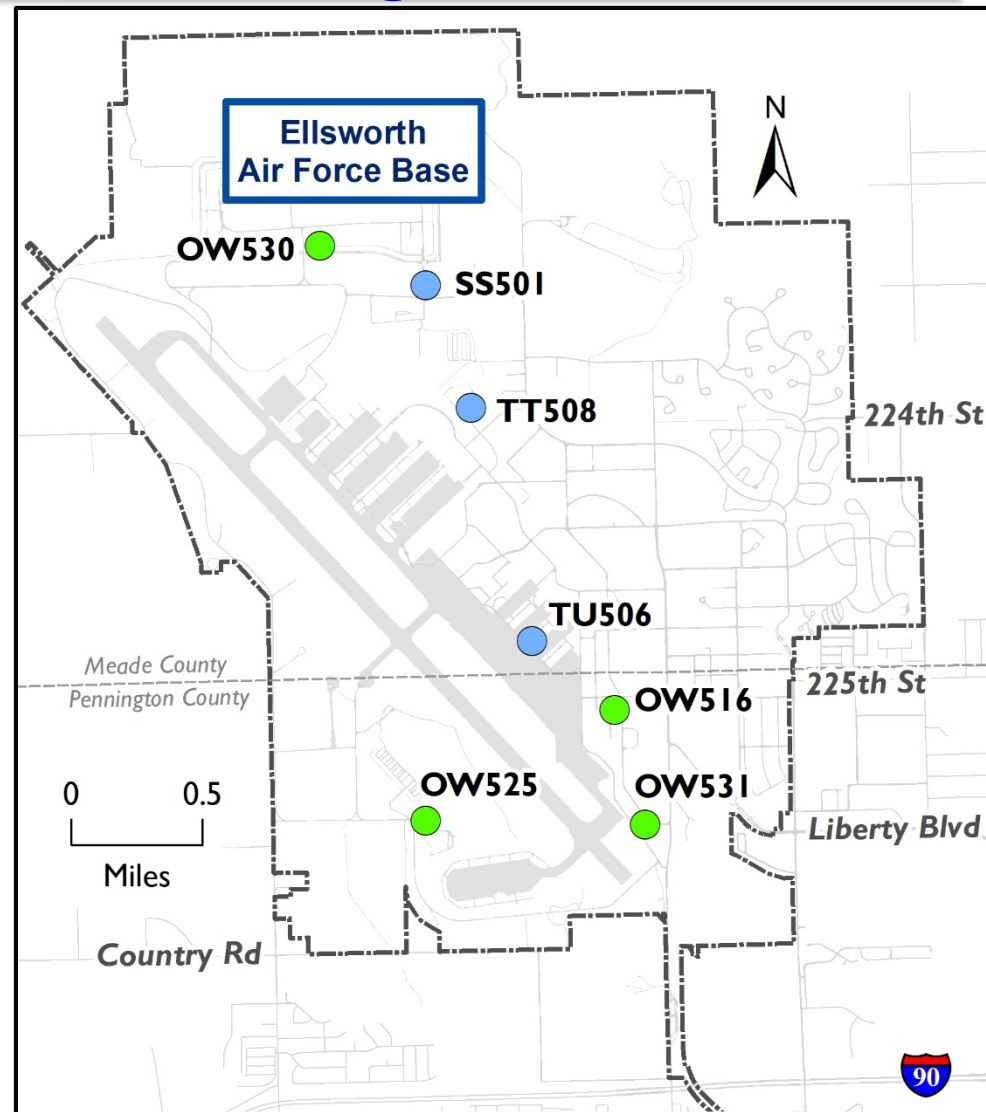 Ellsworth
Air Force Base
N
OW530
SS501
TT508
224th St
TU506
Meade County
Pennington County
225th St
OW516
0 0.5
Miles
OW525
OW531
Liberty Blvd
Country Rd
90